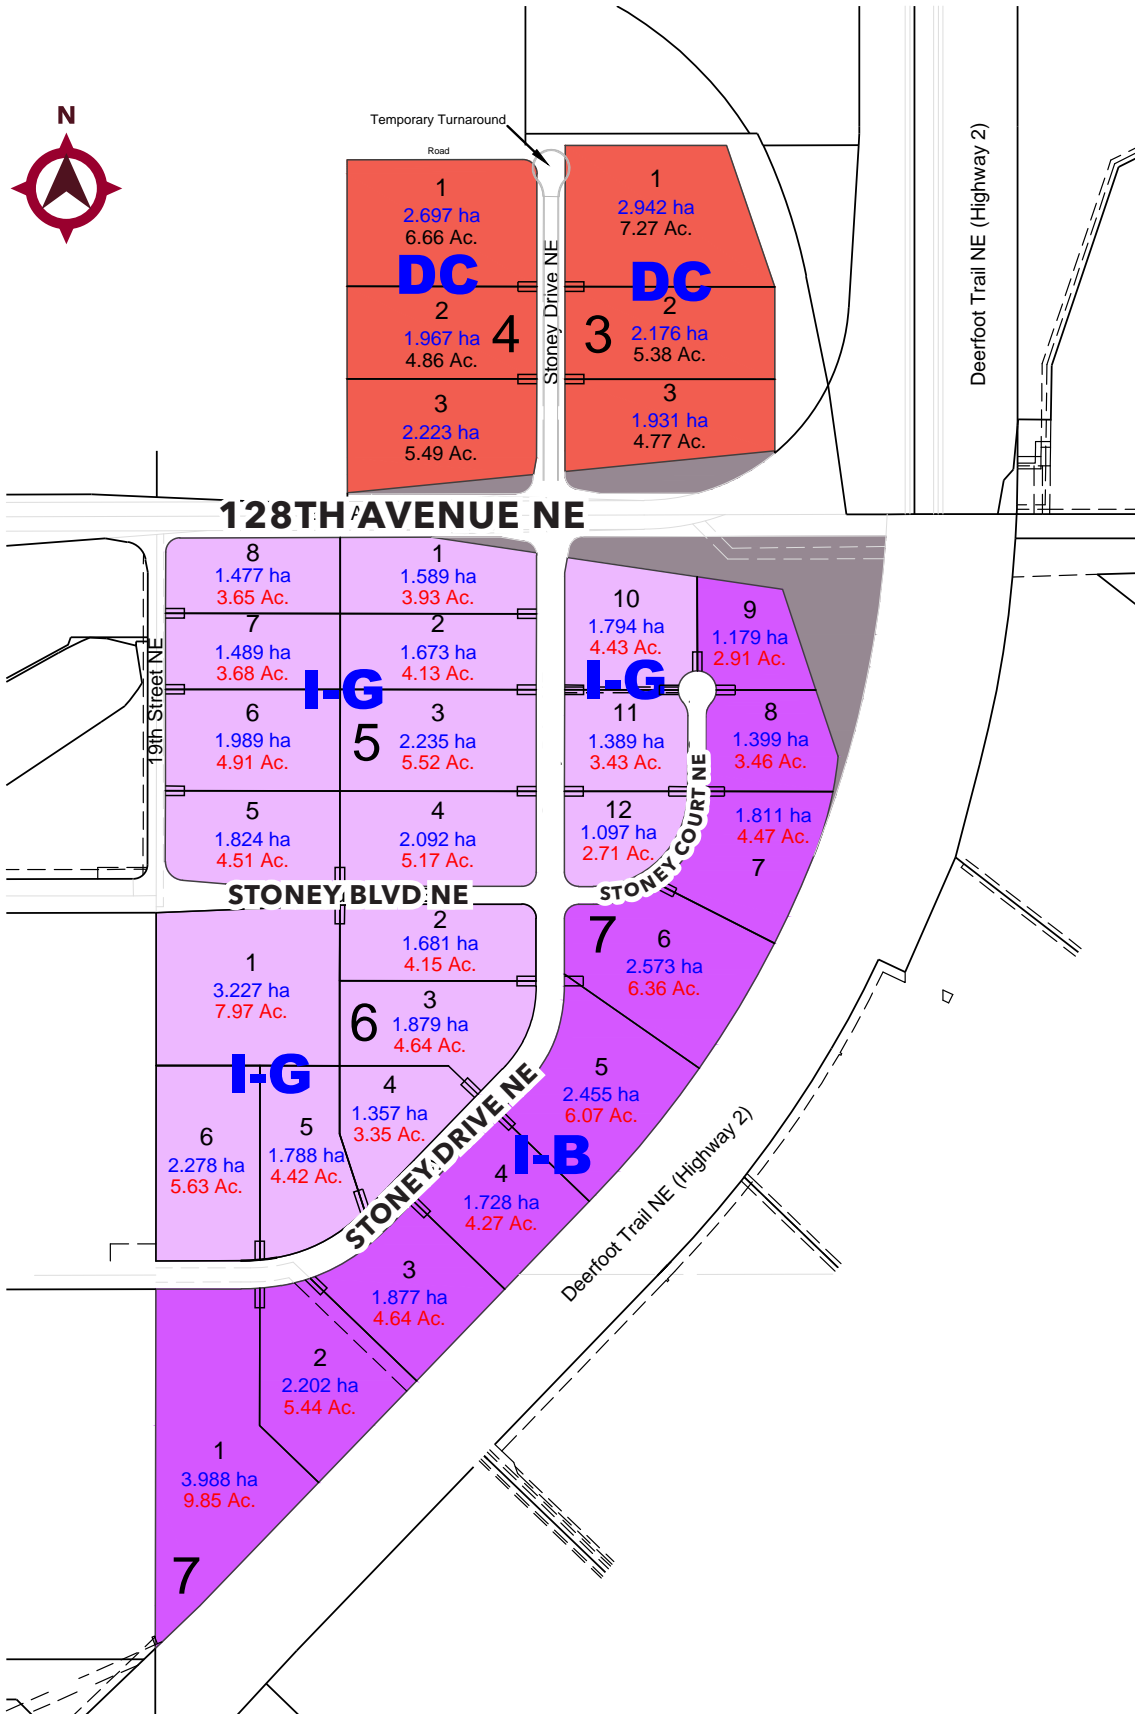 N
Temporary Turnaround
Road
1
2.697 ha
6.66 Ac.
DC
2
1.967 ha
4.86 Ac.
4
3
2.223 ha
5.49 Ac.
Stoney Drive NE
1
2.942 ha
7.27 Ac.
DC
2
2.176 ha
5.38 Ac.
3
3
1.931 ha
4.77 Ac.
Deerfoot Trail NE (Highway 2)
128TH AVENUE NE
19th Street NE
8
1.477 ha
3.65 Ac.
1
1.589 ha
3.93 Ac.
7
1.489 ha
3.68 Ac.
2
1.673 ha
4.13 Ac.
I-G
6
1.989 ha
4.91 Ac.
5
3
2.235 ha
5.52 Ac.
5
1.824 ha
4.51 Ac.
4
2.092 ha
5.17 Ac.
10
1.794 ha
4.43 Ac.
I-G
9
1.179 ha
2.91 Ac.
11
1.389 ha
3.43 Ac.
8
1.399 ha
3.46 Ac.
12
1.097 ha
2.71 Ac.
STONEY COURT NE
1.811 ha
4.47 Ac.
7
STONEY BLVD NE
7
6
2.573 ha
6.36 Ac.
1
3.227 ha
7.97 Ac.
2
1.681 ha
4.15 Ac.
6
3
1.879 ha
4.64 Ac.
I-G
4
1.357 ha
3.35 Ac.
5
1.788 ha
4.42 Ac.
6
2.278 ha
5.63 Ac.
STONEY DRIVE NE
5
2.455 ha
6.07 Ac.
I-B
4
1.728 ha
4.27 Ac.
Deerfoot Trail NE (Highway 2)
3
1.877 ha
4.64 Ac.
2
2.202 ha
5.44 Ac.
1
3.988 ha
9.85 Ac.
7